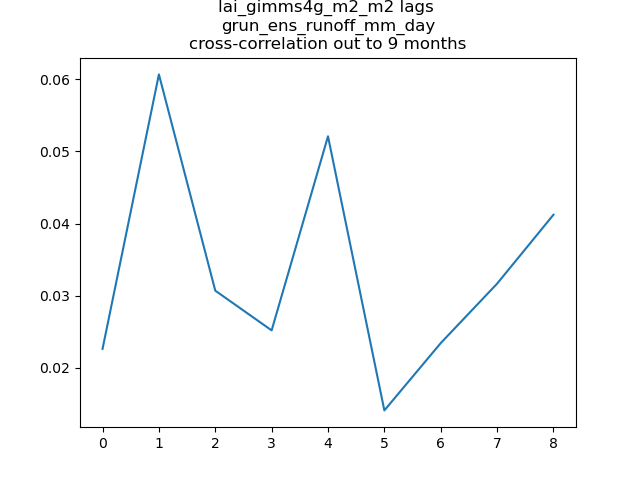 lai_gimms4g_m2_m2 lags
grun_ens_runoff_mm_day
cross-correlation out to 9 months
0.06
0.05
0.04
0.03
0.02
0 1 2 3 4 5 6 7 8